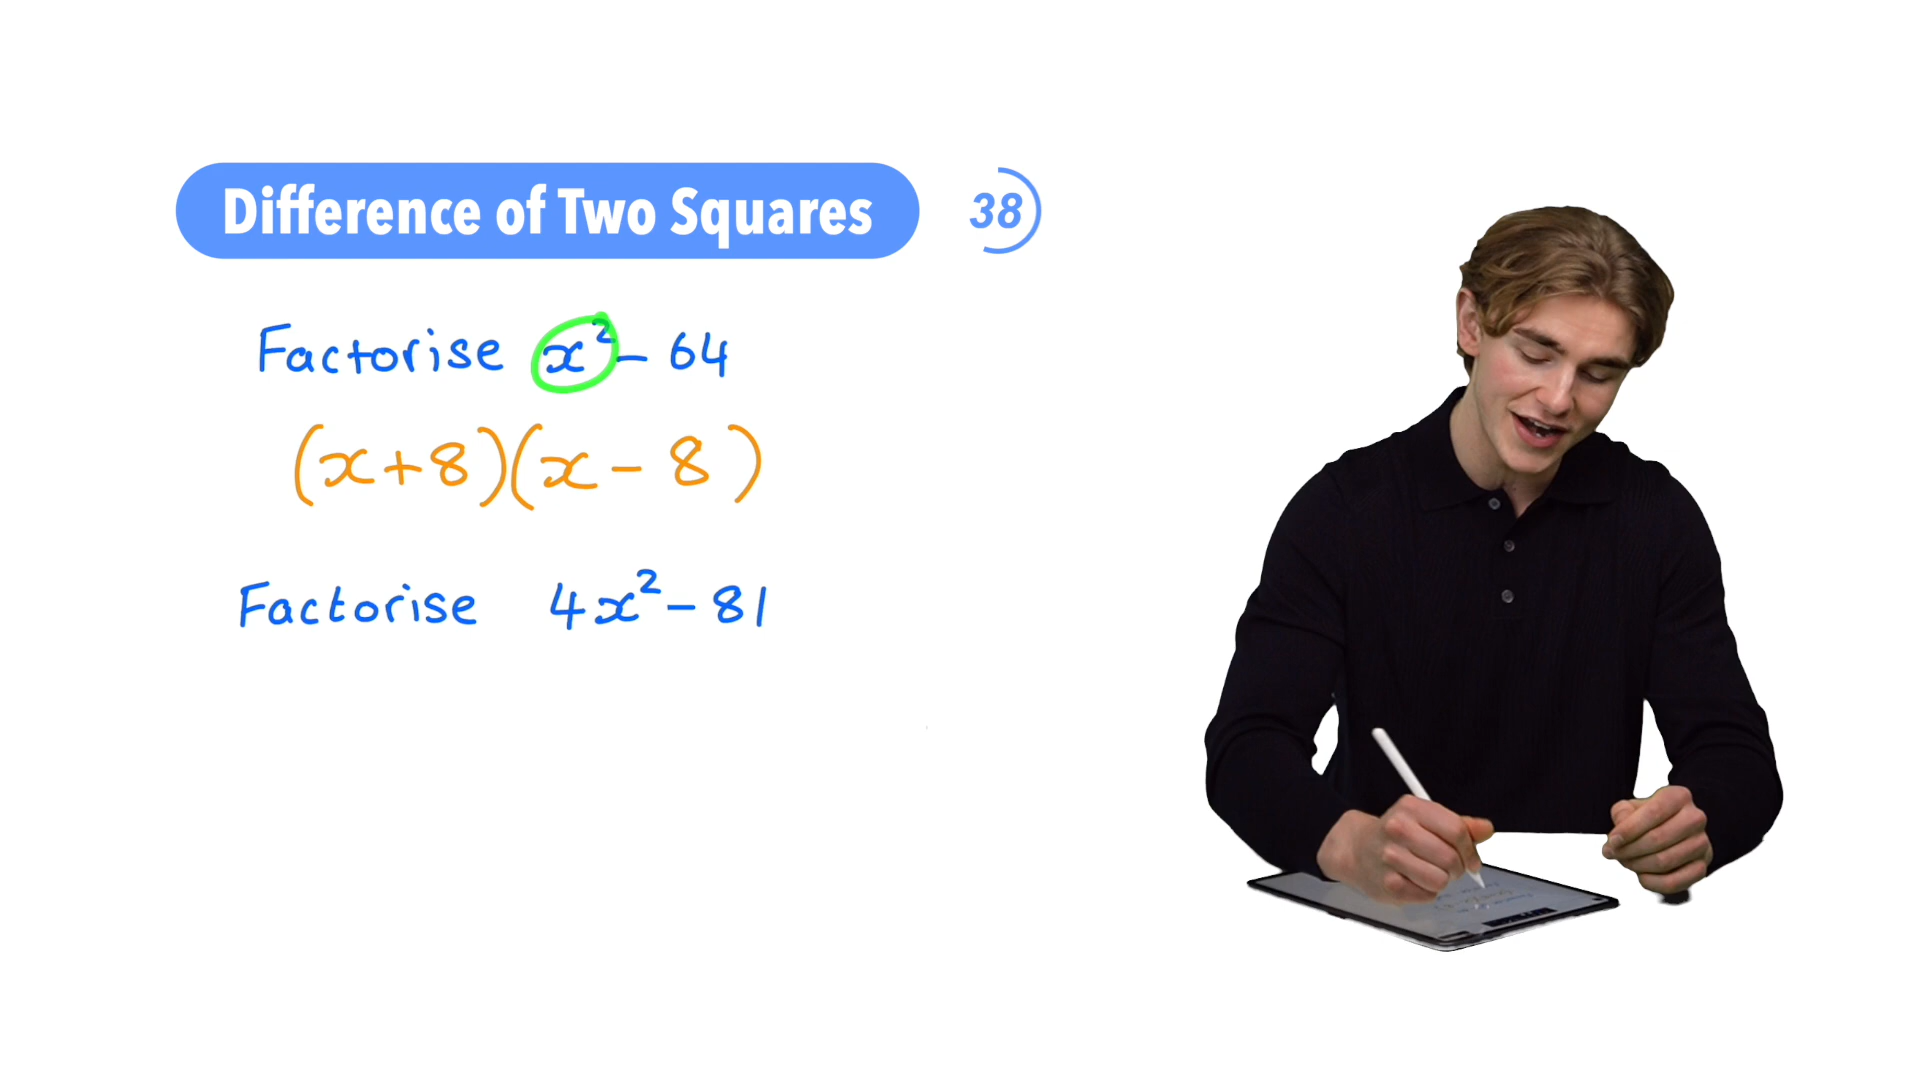 Difference of Two Squares 38
Factorise x² - 64
(x+8)(x-8)
Factorise 4x² - 81